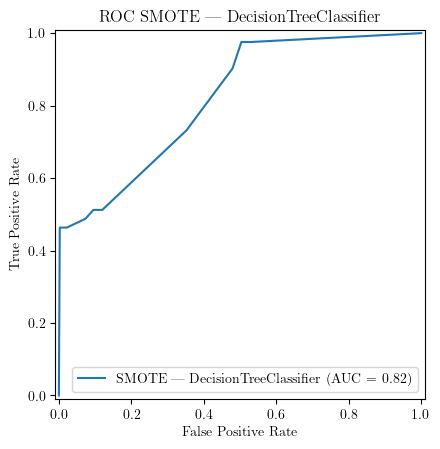 ROC SMOTE — DecisionTreeClassifier
1.0
0.8
0.6
0.4
0.2
0.0
True Positive Rate
SMOTE — DecisionTreeClassifier (AUC = 0.82)
0.0 0.2 0.4 0.6 0.8 1.0
False Positive Rate